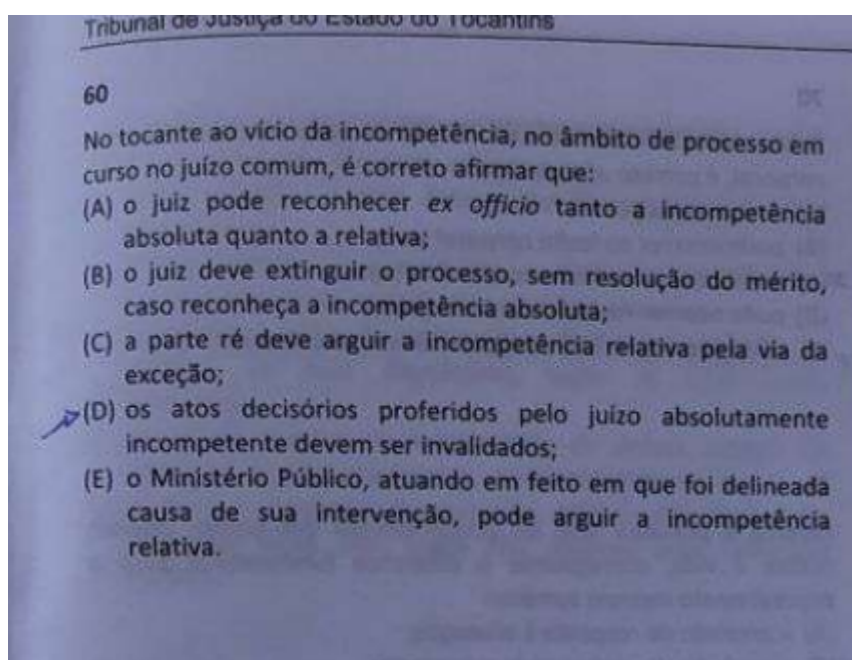 Tribunal de Justiça do Estado do Tocantins
60
No tocante ao vício da incompetência, no âmbito de processo em
curso no juízo comum, é correto afirmar que:
(A) o juiz pode reconhecer ex officio tanto a incompetência
absoluta quanto a relativa;
(B) o juiz deve extinguir o processo, sem resolução do mérito,
caso reconheça a incompetência absoluta;
(C) a parte ré deve arguir a incompetência relativa pela via da
exceção;
(D) os atos decisórios proferidos pelo juízo absolutamente
incompetente devem ser invalidados;
(E) o Ministério Público, atuando em feito em que foi delineada
causa de sua intervenção, pode arguir a incompetência
relativa.